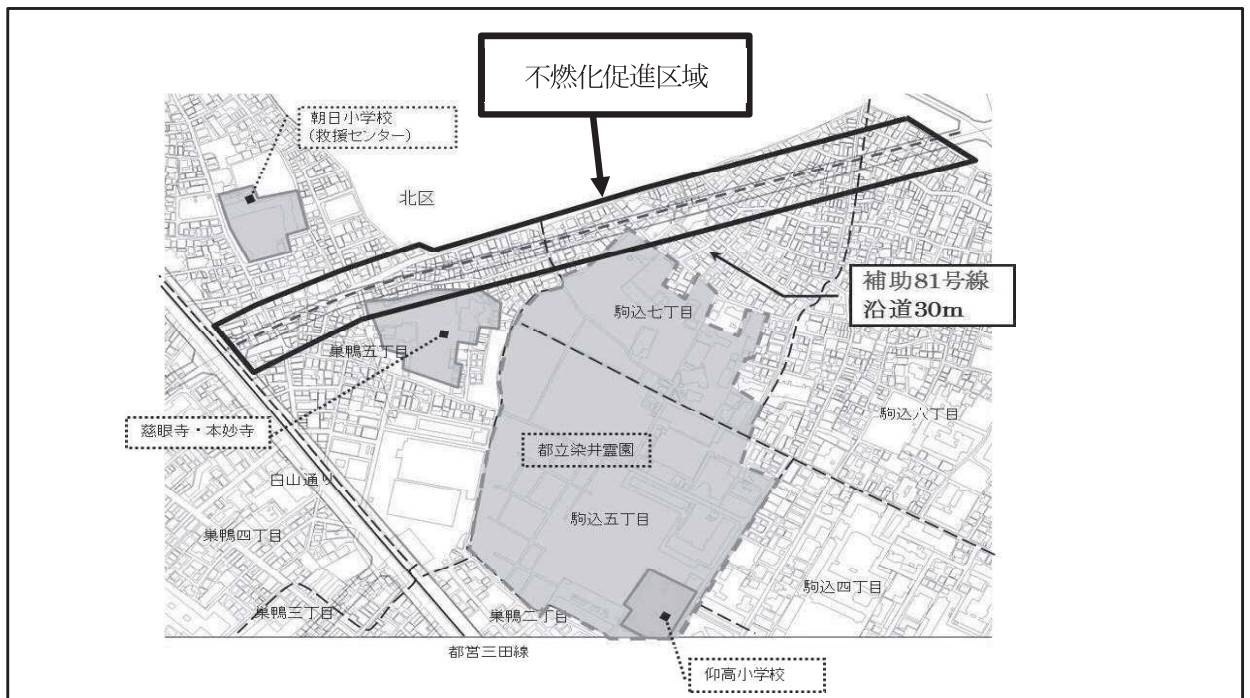 不燃化促進区域
朝日小学校
(救援センター)
北区
補助81号線
沿道30m
駒込七丁目
巣鴨五丁目
駒込六丁目
慈眼寺・本妙寺
都立染井霊園
白山通り
駒込五丁目
巣鴨四丁目
駒込四丁目
巣鴨三丁目
巣鴨二丁目
都営三田線
仰高小学校